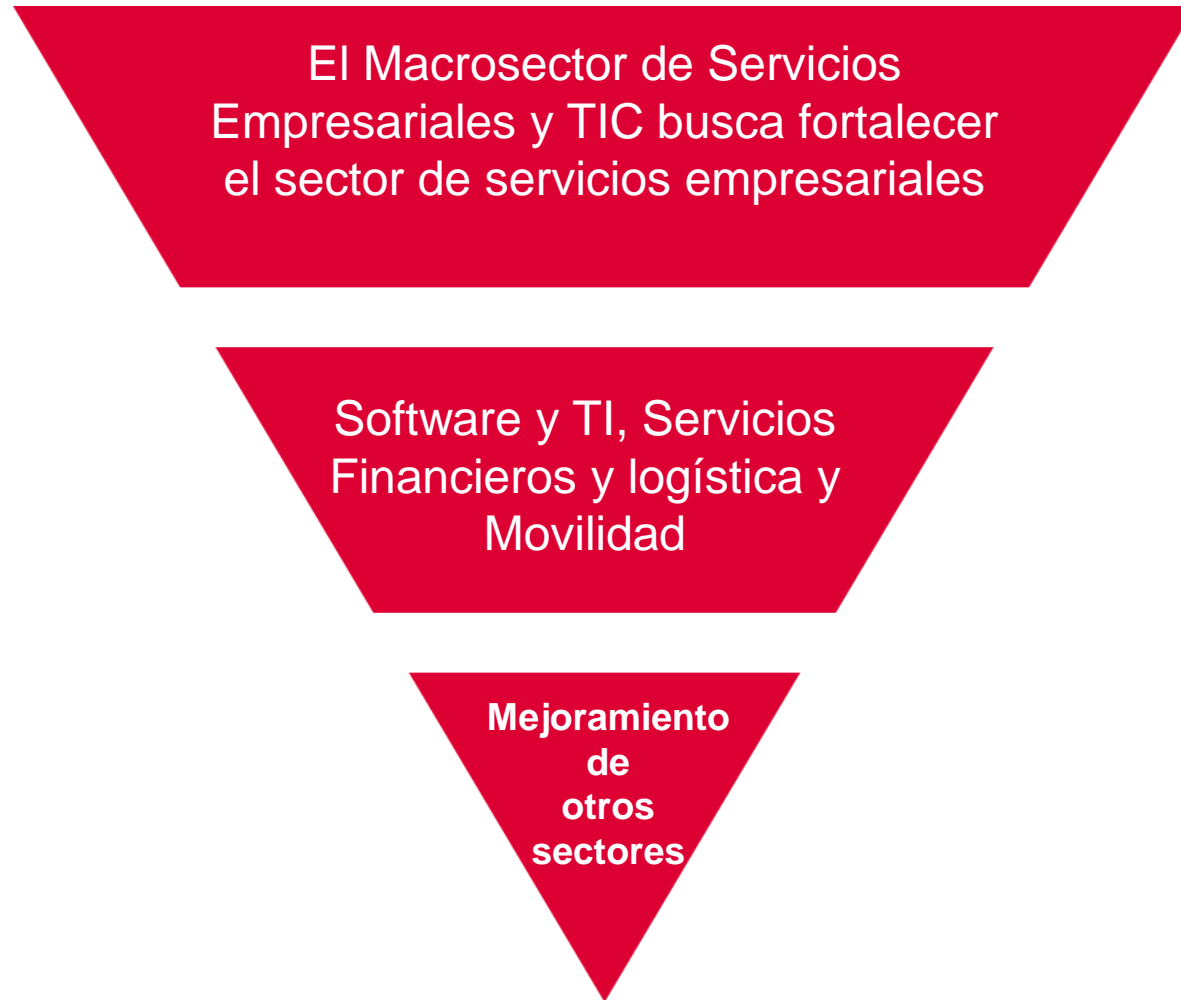 El Macrosector de Servicios
Empresariales y TIC busca fortalecer
el sector de servicios empresariales
Software y TI, Servicios
Financieros y logística y
Movilidad
Mejoramiento
de
otros
sectores